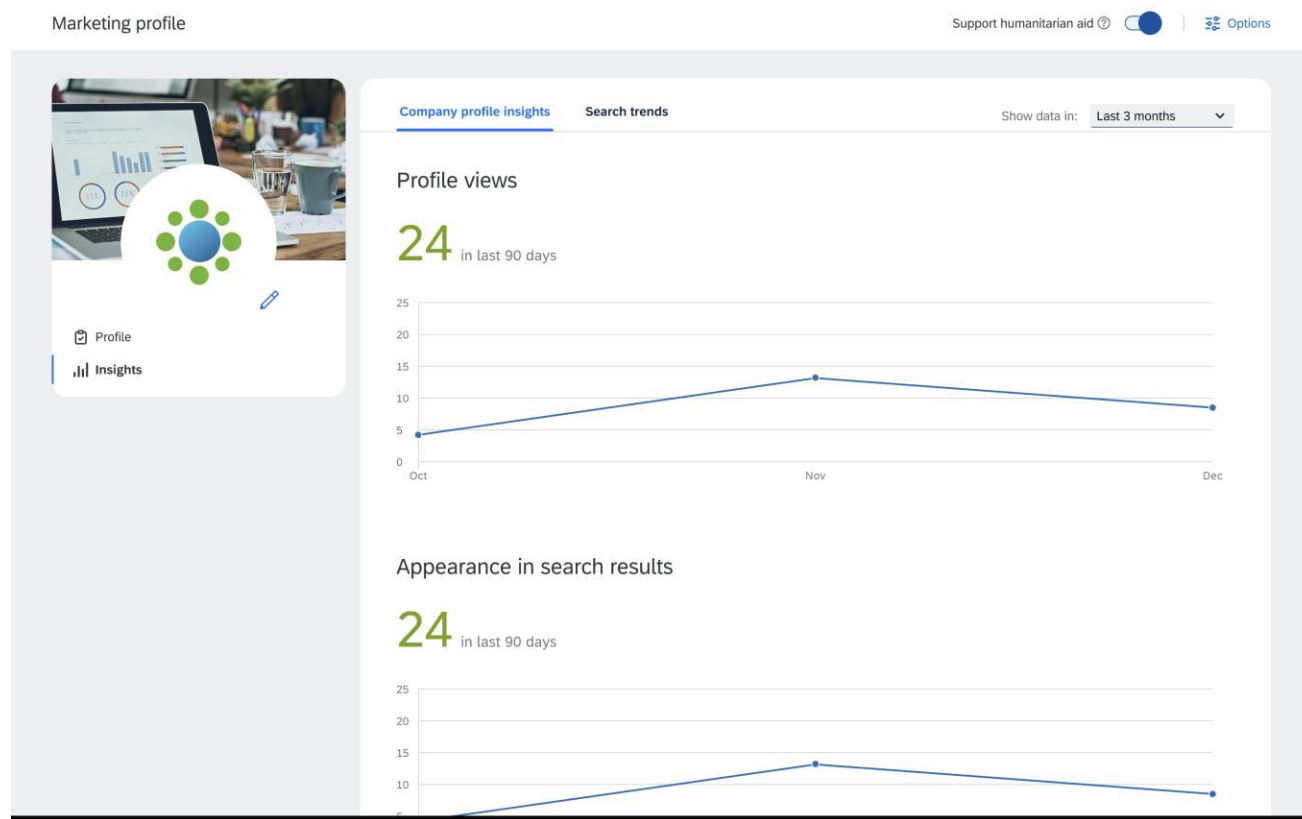 Marketing profile
Support humanitarian aid
Options
Company profile insights
Search trends
Show data in: Last 3 months
Profile
Insights
Profile views
24 in last 90 days
25
20
15
10
5
0
Oct Nov Dec
Appearance in search results
24 in last 90 days
25
20
15
10